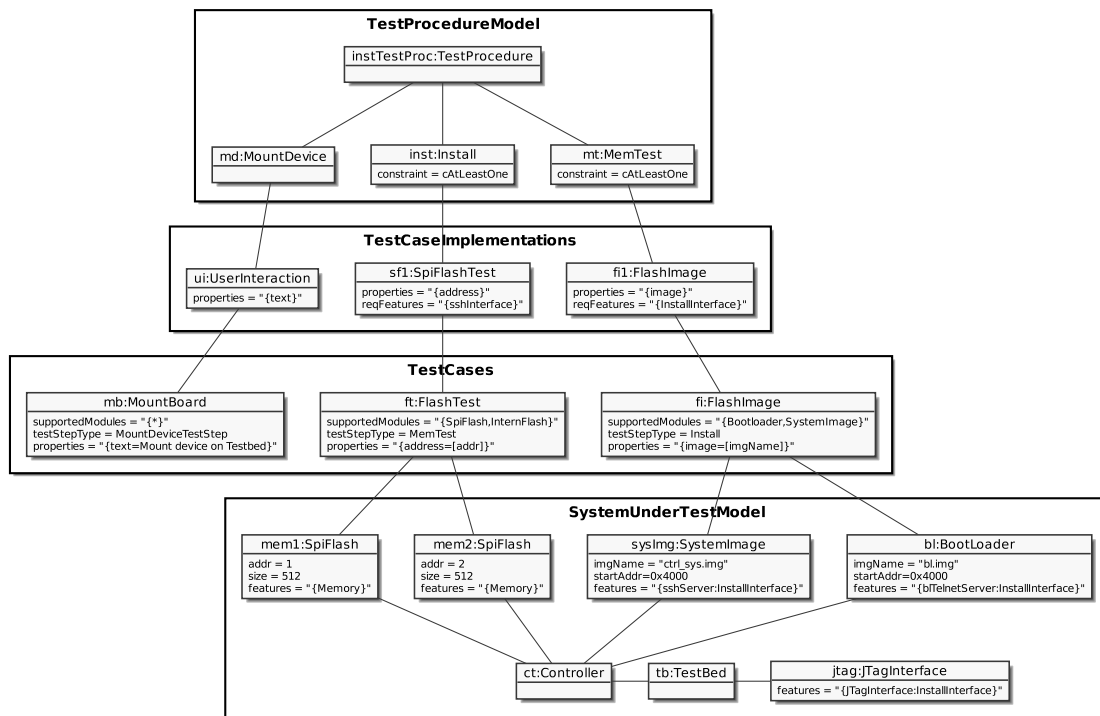 TestProcedureModel
instTestProc:TestProcedure
md:MountDevice
inst:Install
constraint = cAtLeastOne
mt:MemTest
constraint = cAtLeastOne
TestCaseImplementations
ui:UserInteraction
properties = "{text}"
sf1:SpiFlashTest
properties = "{address}"
reqFeatures = "{sshInterface}"
fi1:FlashImage
properties = "{image}"
reqFeatures = "{InstallInterface}"
TestCases
mb:MountBoard
supportedModules = "{*}"
testStepType = MountDeviceTestStep
properties = "{text=Mount device on Testbed}"
ft:FlashTest
supportedModules = "{SpiFlash,InternFlash}"
testStepType = MemTest
properties = "{address=[addr]}"
fi:FlashImage
supportedModules = "{Bootloader,SystemImage}"
testStepType = Install
properties = "{image=[imgName]}"
SystemUnderTestModel
mem1:SpiFlash
addr = 1
size = 512
features = "{Memory}"
mem2:SpiFlash
addr = 2
size = 512
features = "{Memory}"
sysImg:SystemImage
imgName = "ctrl_sys.img"
startAddr=0x4000
features = "{sshServer:InstallInterface}"
bl:BootLoader
imgName = "bl.img"
startAddr=0x4000
features = "{blTelnetServer:InstallInterface}"
ct:Controller
tb:TestBed
jtag:JTagInterface
features = "{JTagInterface:InstallInterface}"